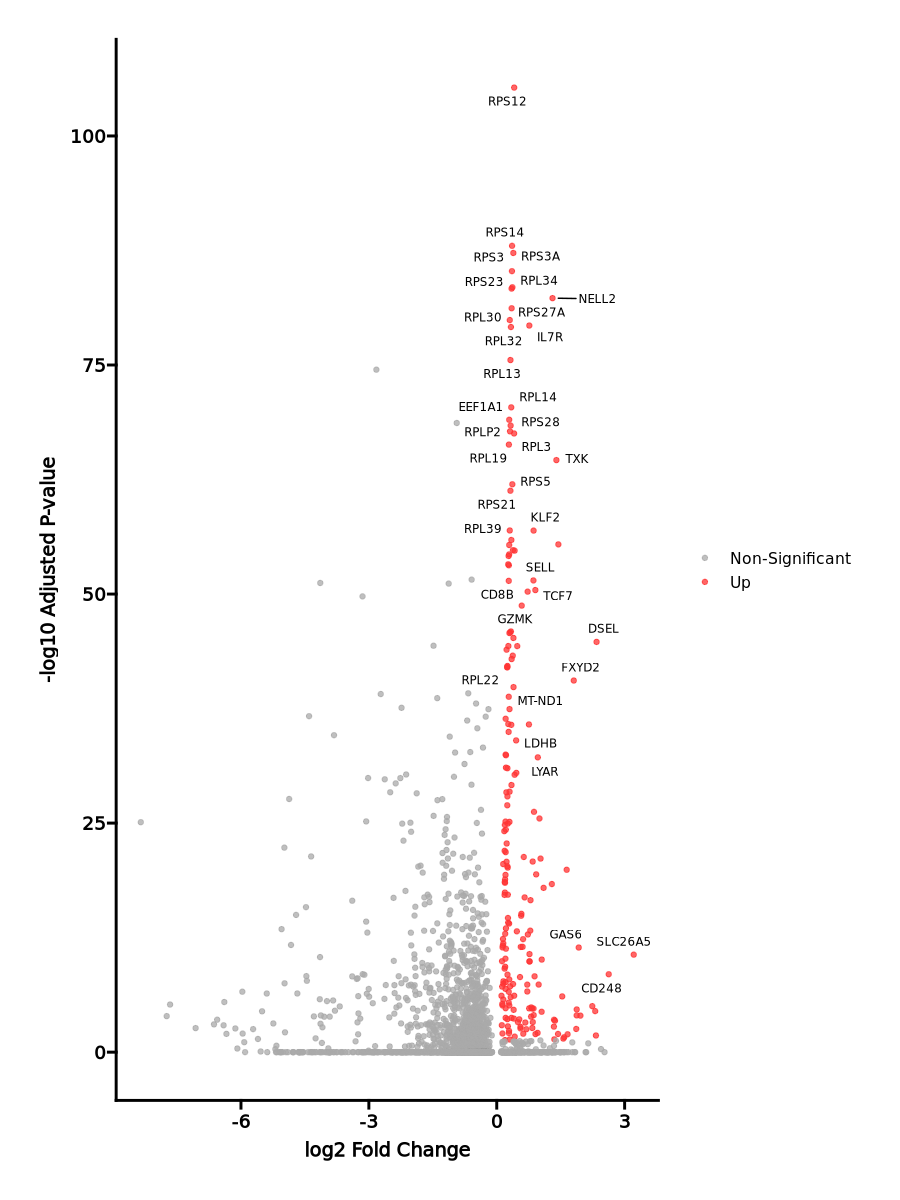 100
75
50
25
0
-6
-3
0
3
-log10 Adjusted P-value
log2 Fold Change
RPS12
RPS14
RPS3
RPS3A
RPS23
RPL34
NELL2
RPS27A
RPL30
IL7R
RPL32
RPL13
RPL14
EEF1A1
RPS28
RPLP2
RPL3
RPL19
TXK
RPS5
RPS21
KLF2
RPL39
SELL
CD8B
TCF7
GZMK
DSEL
FXYD2
RPL22
MT-ND1
LDHB
LYAR
GAS6
SLC26A5
CD248
Non-Significant
Up